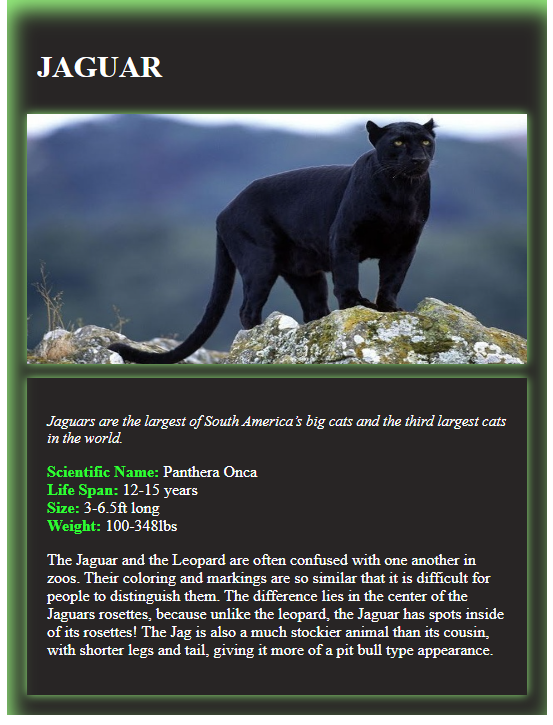 JAGUAR
Jaguars are the largest of South America’s big cats and the third largest cats
in the world.
Scientific Name: Panthera Onca
Life Span: 12-15 years
Size: 3-6.5ft long
Weight: 100-348lbs
The Jaguar and the Leopard are often confused with one another in
zoos. Their coloring and markings are so similar that it is difficult for
people to distinguish them. The difference lies in the center of the
Jaguars rosettes, because unlike the leopard, the Jaguar has spots inside
of its rosettes! The Jag is also a much stockier animal than its cousin,
with shorter legs and tail, giving it more of a pit bull type appearance.